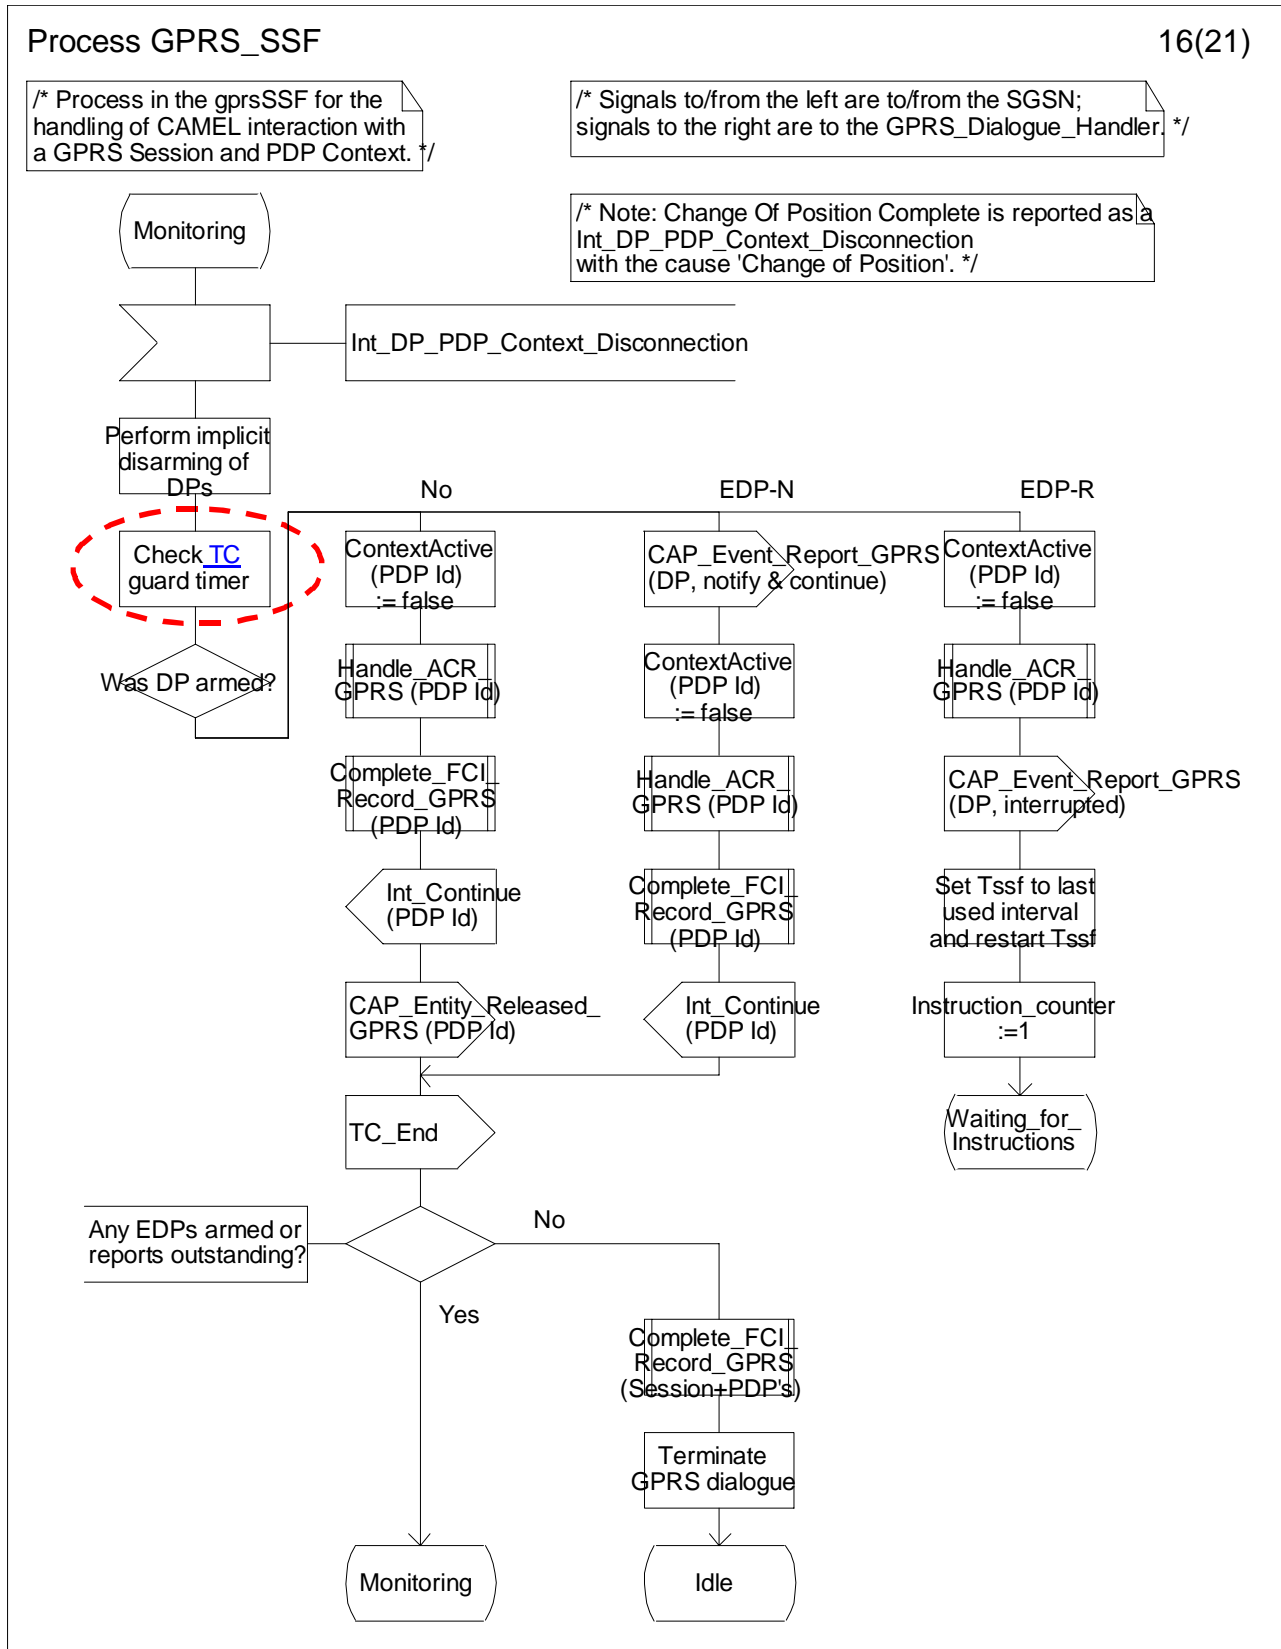 Process GPRS_SSF
16(21)
/* Process in the gprsSSF for the
handling of CAMEL interaction with
a GPRS Session and PDP Context. */
/* Signals to/from the left are to/from the SGSN;
signals to the right are to the GPRS_Dialogue_Handler. */
/* Note: Change Of Position Complete is reported as a
Int_DP_PDP_Context_Disconnection
with the cause 'Change of Position'. */
Monitoring
Int_DP_PDP_Context_Disconnection
Perform implicit
disarming of
DPs
Check TC
guard timer
Was DP armed?
No
ContextActive
(PDP Id)
:= false
Handle_ACR_
GPRS (PDP Id)
Complete_FCI_
Record_GPRS
(PDP Id)
Int_Continue
(PDP Id)
CAP_Entity_Released_
GPRS (PDP Id)
EDP-N
CAP_Event_Report_GPRS
(DP, notify & continue)
ContextActive
(PDP Id)
:= false
Handle_ACR_
GPRS (PDP Id)
Complete_FCI_
Record_GPRS
(PDP Id)
Int_Continue
(PDP Id)
EDP-R
ContextActive
(PDP Id)
:= false
Handle_ACR_
GPRS (PDP Id)
CAP_Event_Report_GPRS
(DP, interrupted)
Set Tssf to last
used interval
and restart Tssf
Instruction_counter
:=1
Waiting_for_
Instructions
TC_End
Any EDPs armed or
reports outstanding?
No
Yes
Complete_FCI_
Record_GPRS
(Session+PDP's)
Terminate
GPRS dialogue
Monitoring
Idle